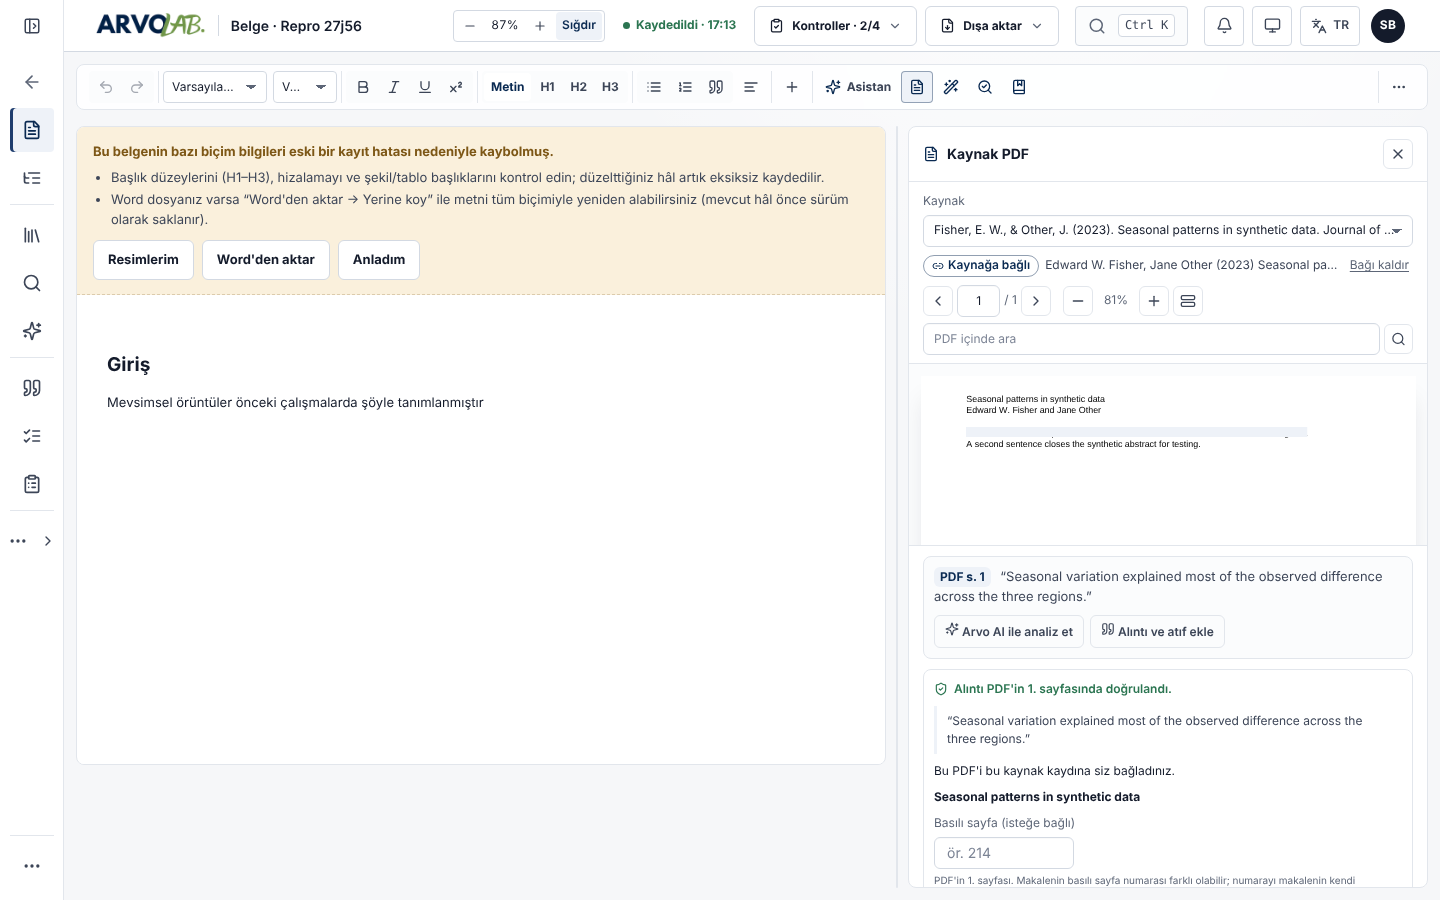 ARVOLAB.
Belge · Repro 27j56
87%
Sığdır
Kaydedildi · 17:13
Kontroller · 2/4
Dışa aktar
Ctrl K
TR
SB
Varsayıla...
V...
B
I
U
x²
Metin
H1
H2
H3
Asistan
Bu belgenin bazı biçim bilgileri eski bir kayıt hatası nedeniyle kaybolmuş.
• Başlık düzeylerini (H1–H3), hizalamayı ve şekil/tablo başlıklarını kontrol edin; düzelttiğiniz hâl artık eksiksiz kaydedilir.
• Word dosyanız varsa “Word'den aktar → Yerine koy” ile metni tüm biçimiyle yeniden alabilirsiniz (mevcut hâl önce sürüm
olarak saklanır).
Resimlerim
Word'den aktar
Anladım
Giriş
Mevsimsel örüntüler önceki çalışmalarda şöyle tanımlanmıştır
Kaynak PDF
Kaynak
Fisher, E. W., & Other, J. (2023). Seasonal patterns in synthetic data. Journal of ...
Kaynağa bağlı
Edward W. Fisher, Jane Other (2023) Seasonal pa...
Bağı kaldır
1
/ 1
81%
PDF içinde ara
Seasonal patterns in synthetic data
Edward W. Fisher and Jane Other
A second sentence closes the synthetic abstract for testing.
PDF s. 1 “Seasonal variation explained most of the observed difference
across the three regions.”
Arvo AI ile analiz et
Alıntı ve atıf ekle
Alıntı PDF'in 1. sayfasında doğrulandı.
“Seasonal variation explained most of the observed difference across the
three regions.”
Bu PDF'i bu kaynak kaydına siz bağladınız.
Seasonal patterns in synthetic data
Basılı sayfa (isteğe bağlı)
ör. 214
PDF'in 1. sayfası. Makalenin basılı sayfa numarası farklı olabilir; numarayı makalenin kendi